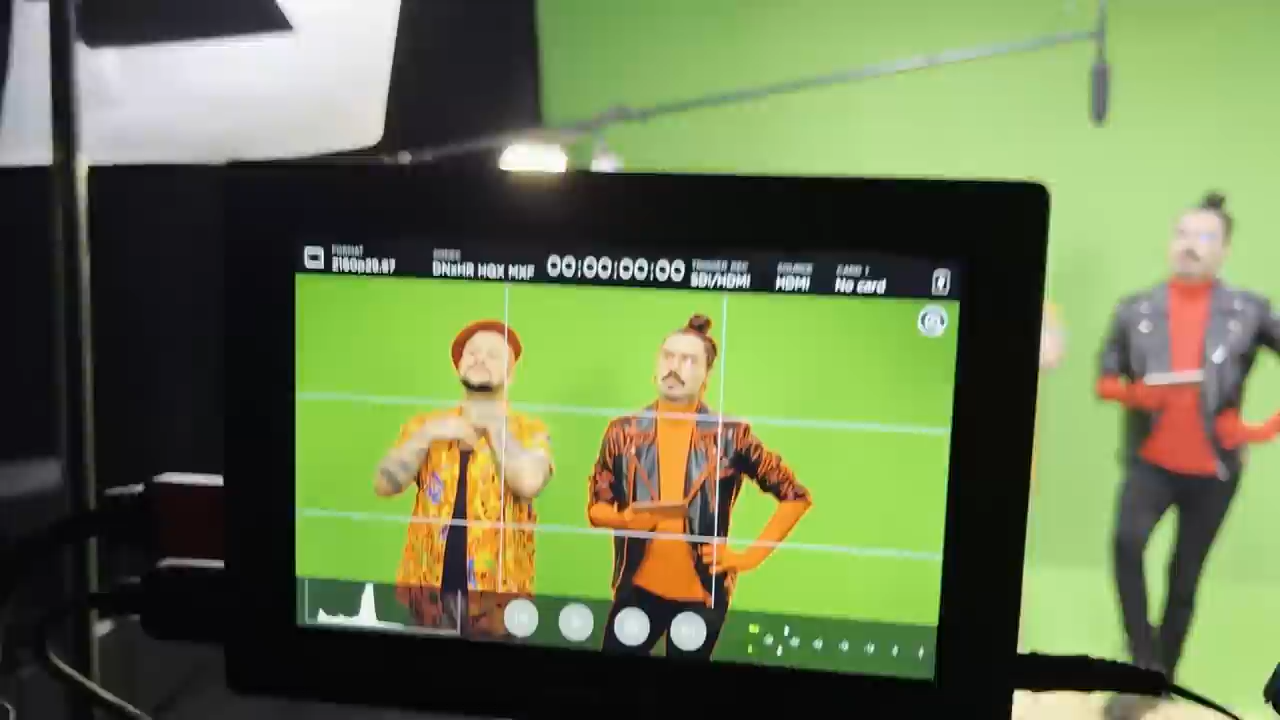 FORMAT
2160p29.97
CODEC
DNxHR HQX MXF
00:00:00:00
TRIGGER REC
SDI/HDMI
SOURCE
HDMI
CARD 1
No card